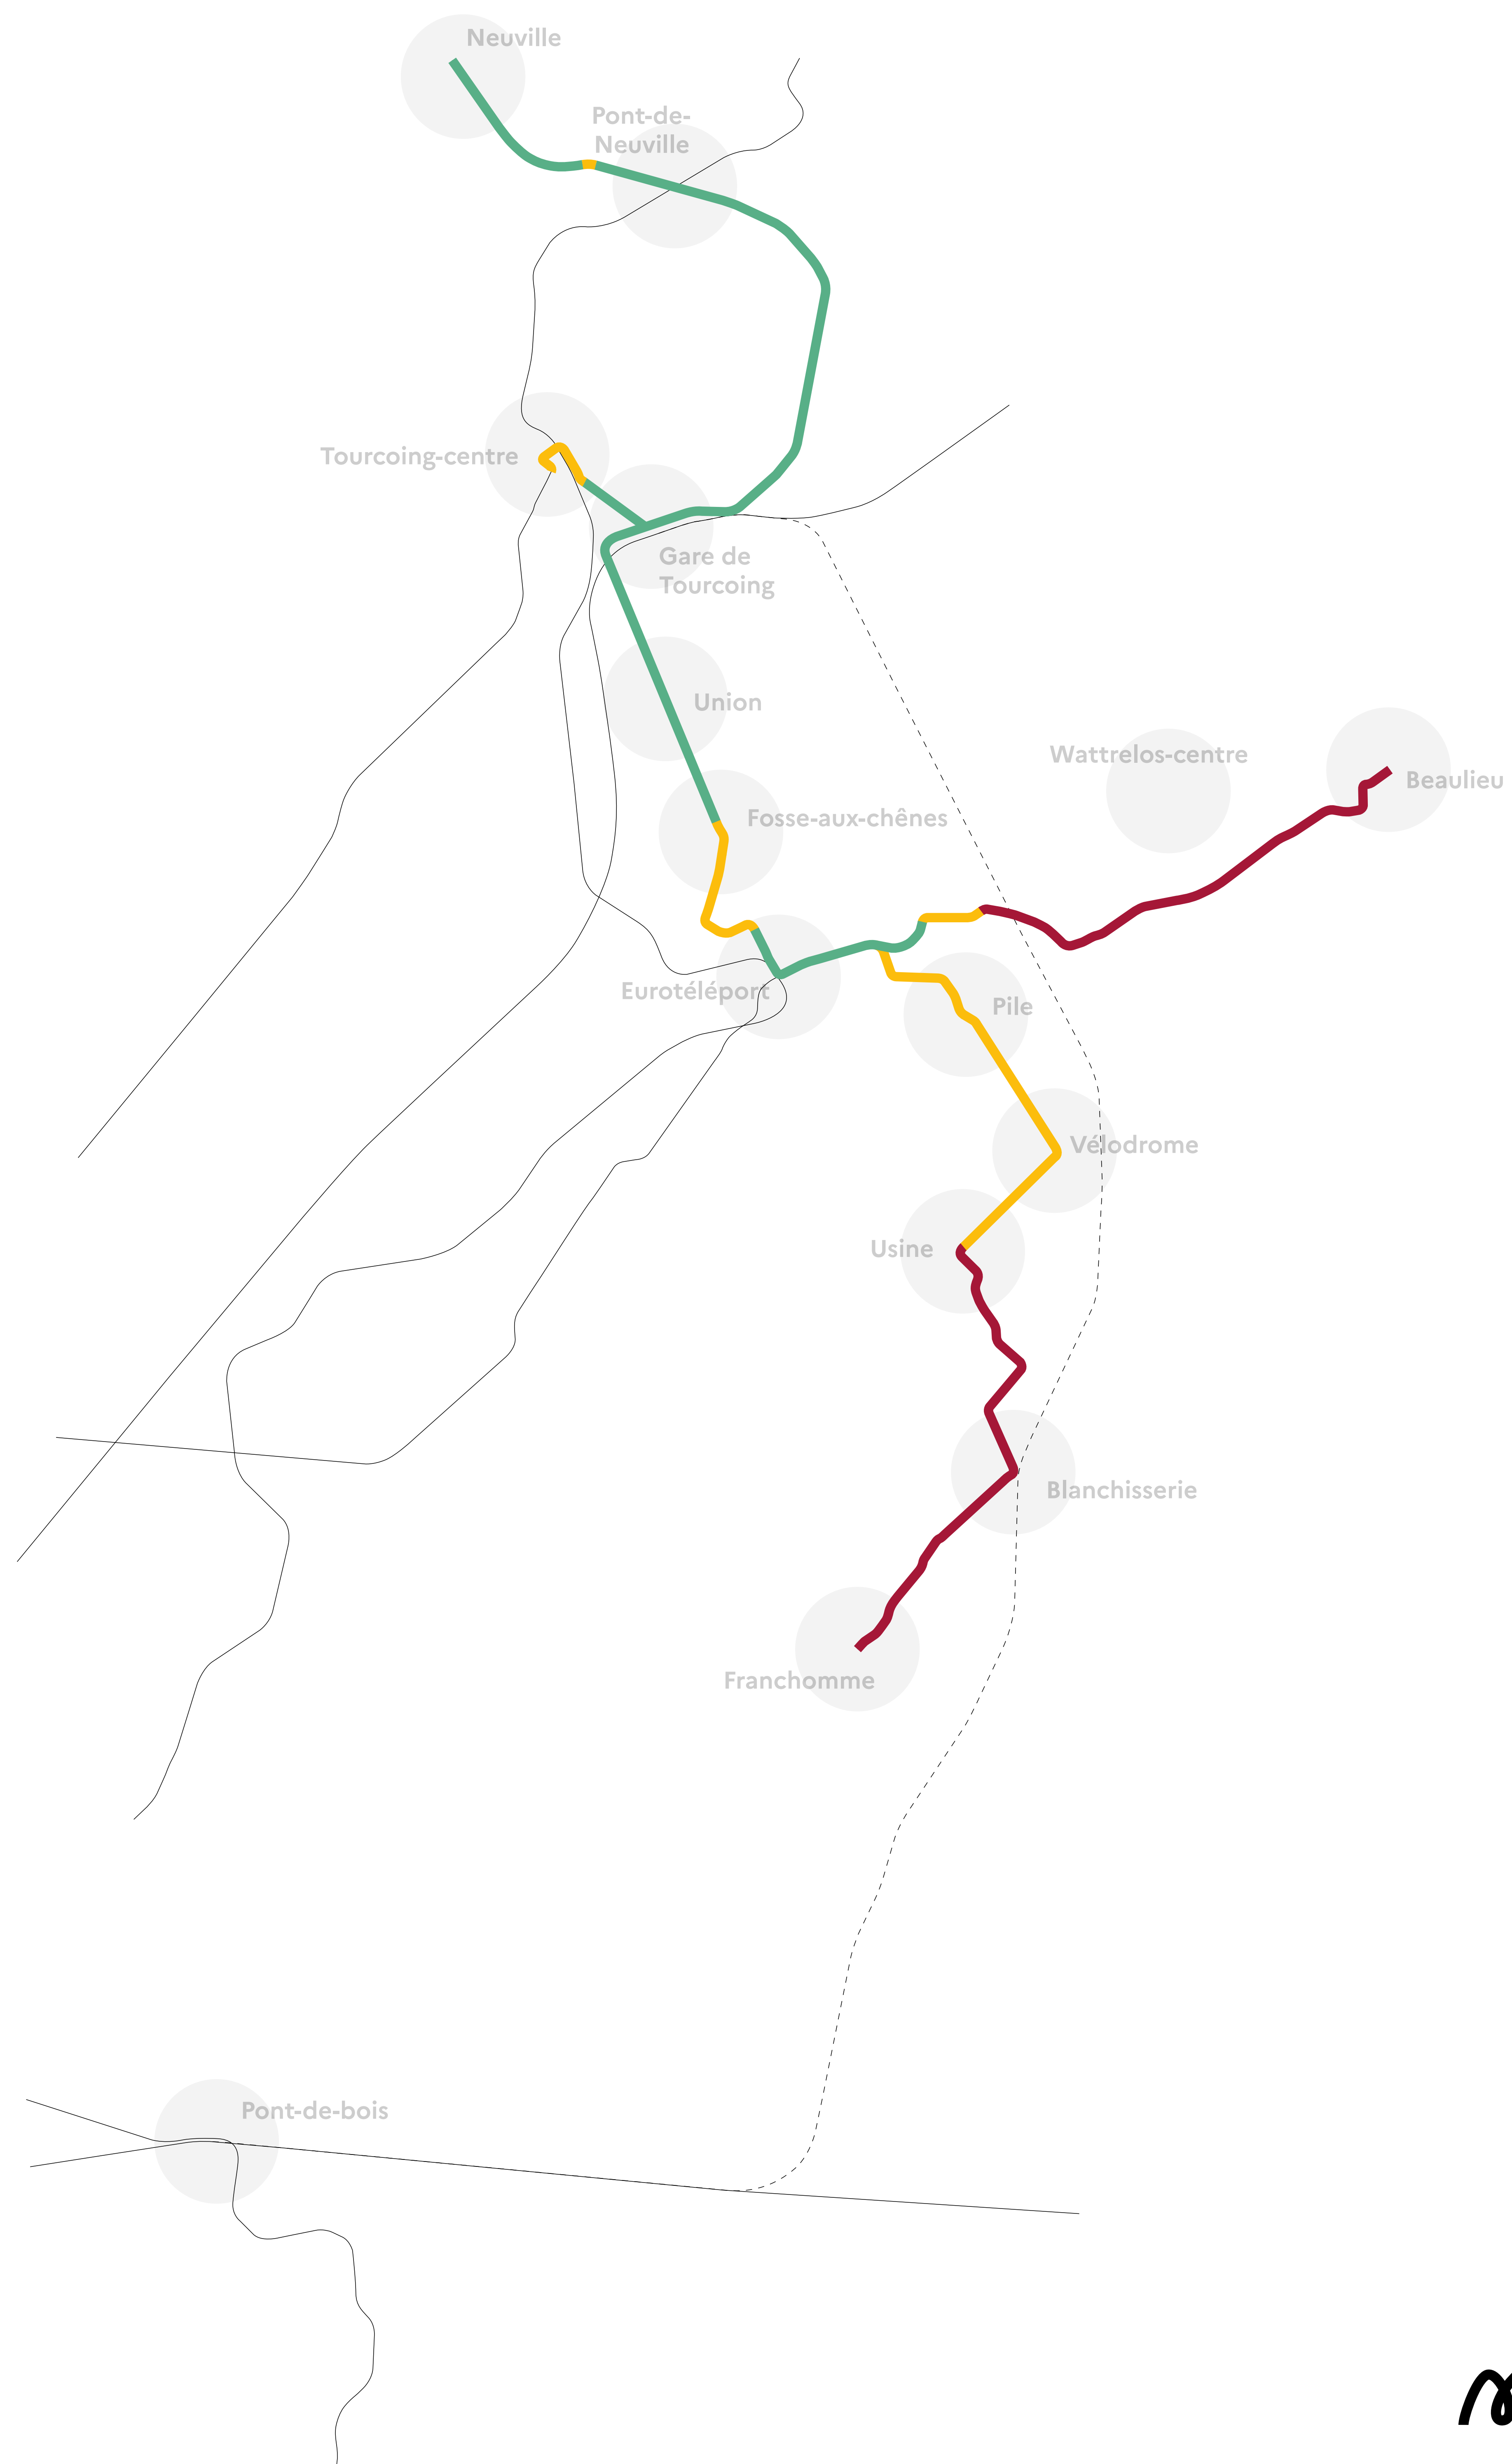 Neuville
Pont-de-
Neuville
Tourcoing-centre
Gare de
Tourcoing
Union
Wattrelos-centre
Beaulieu
Fosse-aux-chênes
Eurotéléport
Pile
Vélodrome
Usine
Blanchisserie
Franchomme
Pont-de-bois